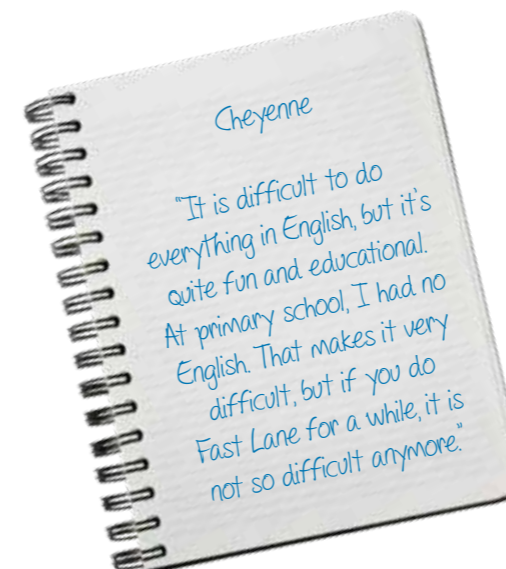 Cheyenne
"It is difficult to do
everything in English, but it's
quite fun and educational.
At primary school, I had no
English. That makes it very
difficult, but if you do
Fast Lane for a while, it is
not so difficult anymore."